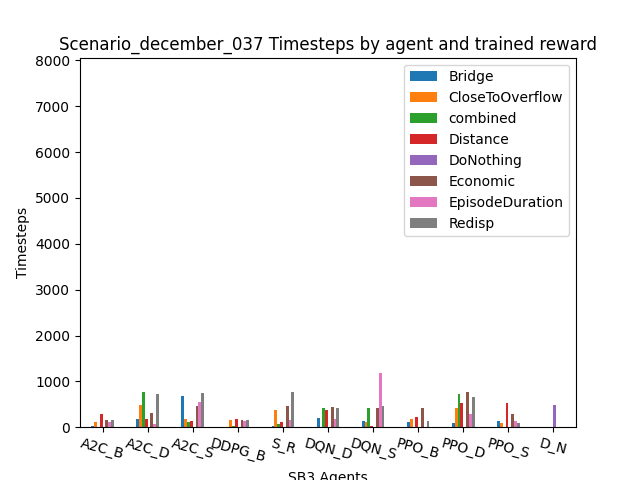 Scenario_december_037 Timesteps by agent and trained reward
8000
7000
6000
5000
4000
3000
2000
1000
0
Timesteps
Bridge
CloseToOverflow
combined
Distance
DoNothing
Economic
EpisodeDuration
Redisp
A2C_B
A2C_D
A2C_S
DDPG_B
S_R
DQN_D
DQN_S
PPO_B
PPO_D
PPO_S
D_N
SB3 Agents